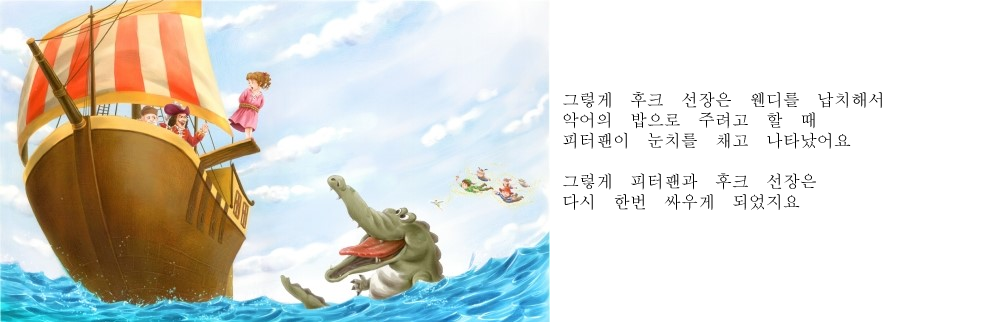 그렇게 후크 선장은 웬디를 납치해서
악어의 밥으로 주려고 할 때
피터팬이 눈치를 채고 나타났어요
그렇게 피터팬과 후크 선장은
다시 한번 싸우게 되었지요